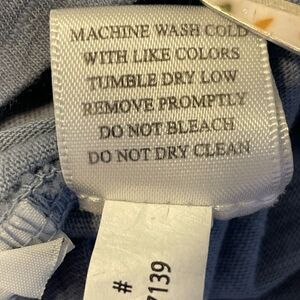 MACHINE WASH COLD
WITH LIKE COLORS
TUMBLE DRY LOW
REMOVE PROMPTLY
DO NOT BLEACH
DO NOT DRY CLEAN
#
7139